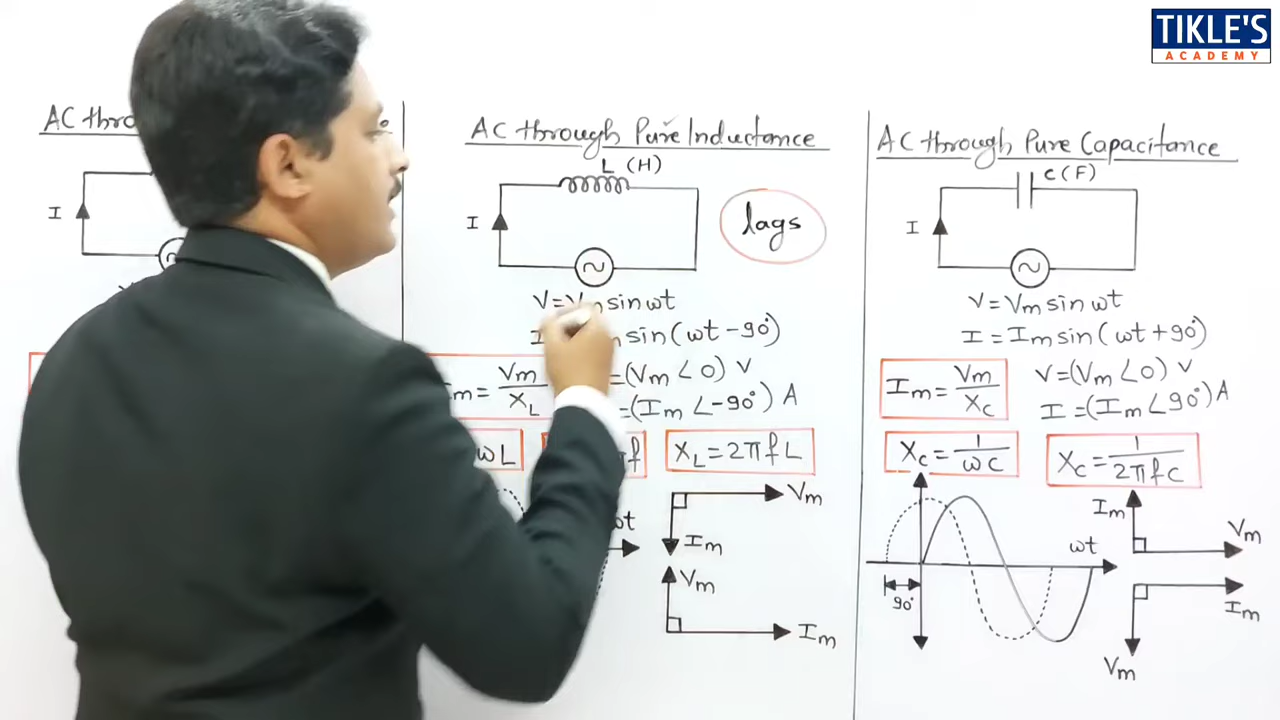 TIKLE'S
ACADEMY
AC
I
AC through Pure Inductance
L (H)
I
lags
V=Vm sin ωt
sin(ωt-90°)
Vm
XL
=(Vm∠0) V
=(Im∠-90°) A
ωL
XL=2πfL
Vm
Im
ωt
Vm
Im
AC through Pure Capacitance
C(F)
I
V=Vm sin ωt
I=Im sin(ωt+90°)
Im=Vm/XC
V=(Vm∠0) V
I=(Im∠90°) A
XC=1/ωC
XC=1/2πfC
ωt
90°
Im
Vm
Im
Vm